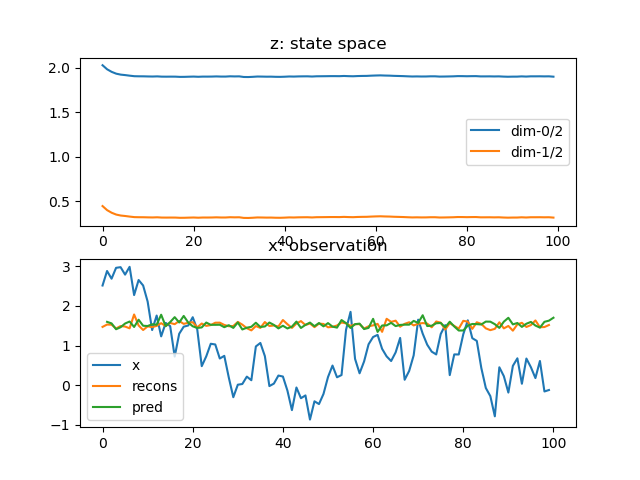 z: state space
2.0
1.5
1.0
0.5
dim-0/2
dim-1/2
0 20 40 60 80 100
x: observation
3
2
1
0
−1
x
recons
pred
0 20 40 60 80 100